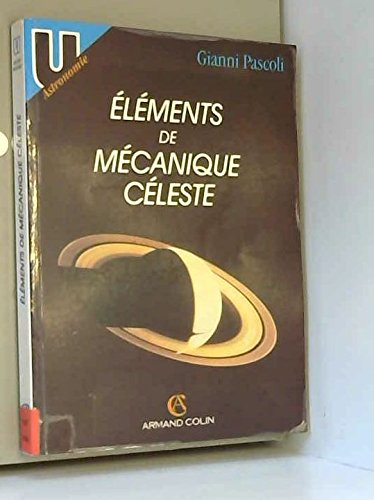 U
Astronomie
Gianni Pascoli
ÉLÉMENTS
DE
MÉCANIQUE
CÉLESTE
ARMAND COLIN
ÉLÉMENTS DE MÉCANIQUE CÉLESTE